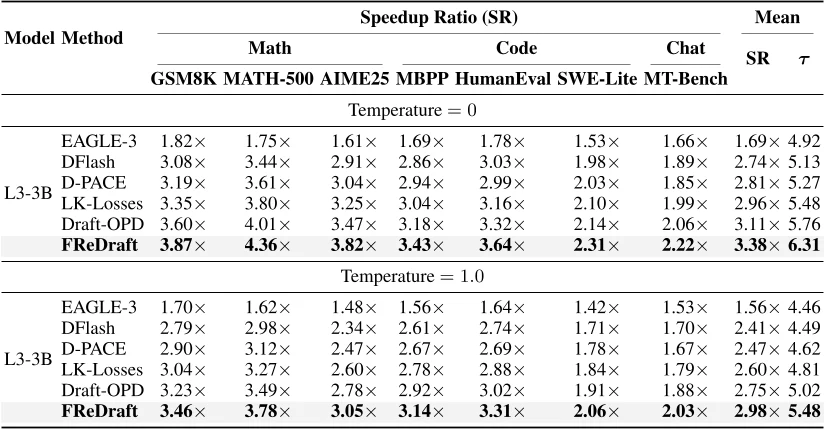 Model Method Speedup Ratio (SR) Mean
Math Code Chat SR τ
GSM8K MATH-500 AIME25 MBPP HumanEval SWE-Lite MT-Bench
Temperature = 0
L3-3B
EAGLE-3 1.82× 1.75× 1.61× 1.69× 1.78× 1.53× 1.66× 1.69× 4.92
DFlash 3.08× 3.44× 2.91× 2.86× 3.03× 1.98× 1.89× 2.74× 5.13
D-PACE 3.19× 3.61× 3.04× 2.94× 2.99× 2.03× 1.85× 2.81× 5.27
LK-Losses 3.35× 3.80× 3.25× 3.04× 3.16× 2.10× 1.99× 2.96× 5.48
Draft-OPD 3.60× 4.01× 3.47× 3.18× 3.32× 2.14× 2.06× 3.11× 5.76
FReDraft 3.87× 4.36× 3.82× 3.43× 3.64× 2.31× 2.22× 3.38× 6.31
Temperature = 1.0
L3-3B
EAGLE-3 1.70× 1.62× 1.48× 1.56× 1.64× 1.42× 1.53× 1.56× 4.46
DFlash 2.79× 2.98× 2.34× 2.61× 2.74× 1.71× 1.70× 2.41× 4.49
D-PACE 2.90× 3.12× 2.47× 2.67× 2.69× 1.78× 1.67× 2.47× 4.62
LK-Losses 3.04× 3.27× 2.60× 2.78× 2.88× 1.84× 1.79× 2.60× 4.81
Draft-OPD 3.23× 3.49× 2.78× 2.92× 3.02× 1.91× 1.88× 2.75× 5.02
FReDraft 3.46× 3.78× 3.05× 3.14× 3.31× 2.06× 2.03× 2.98× 5.48